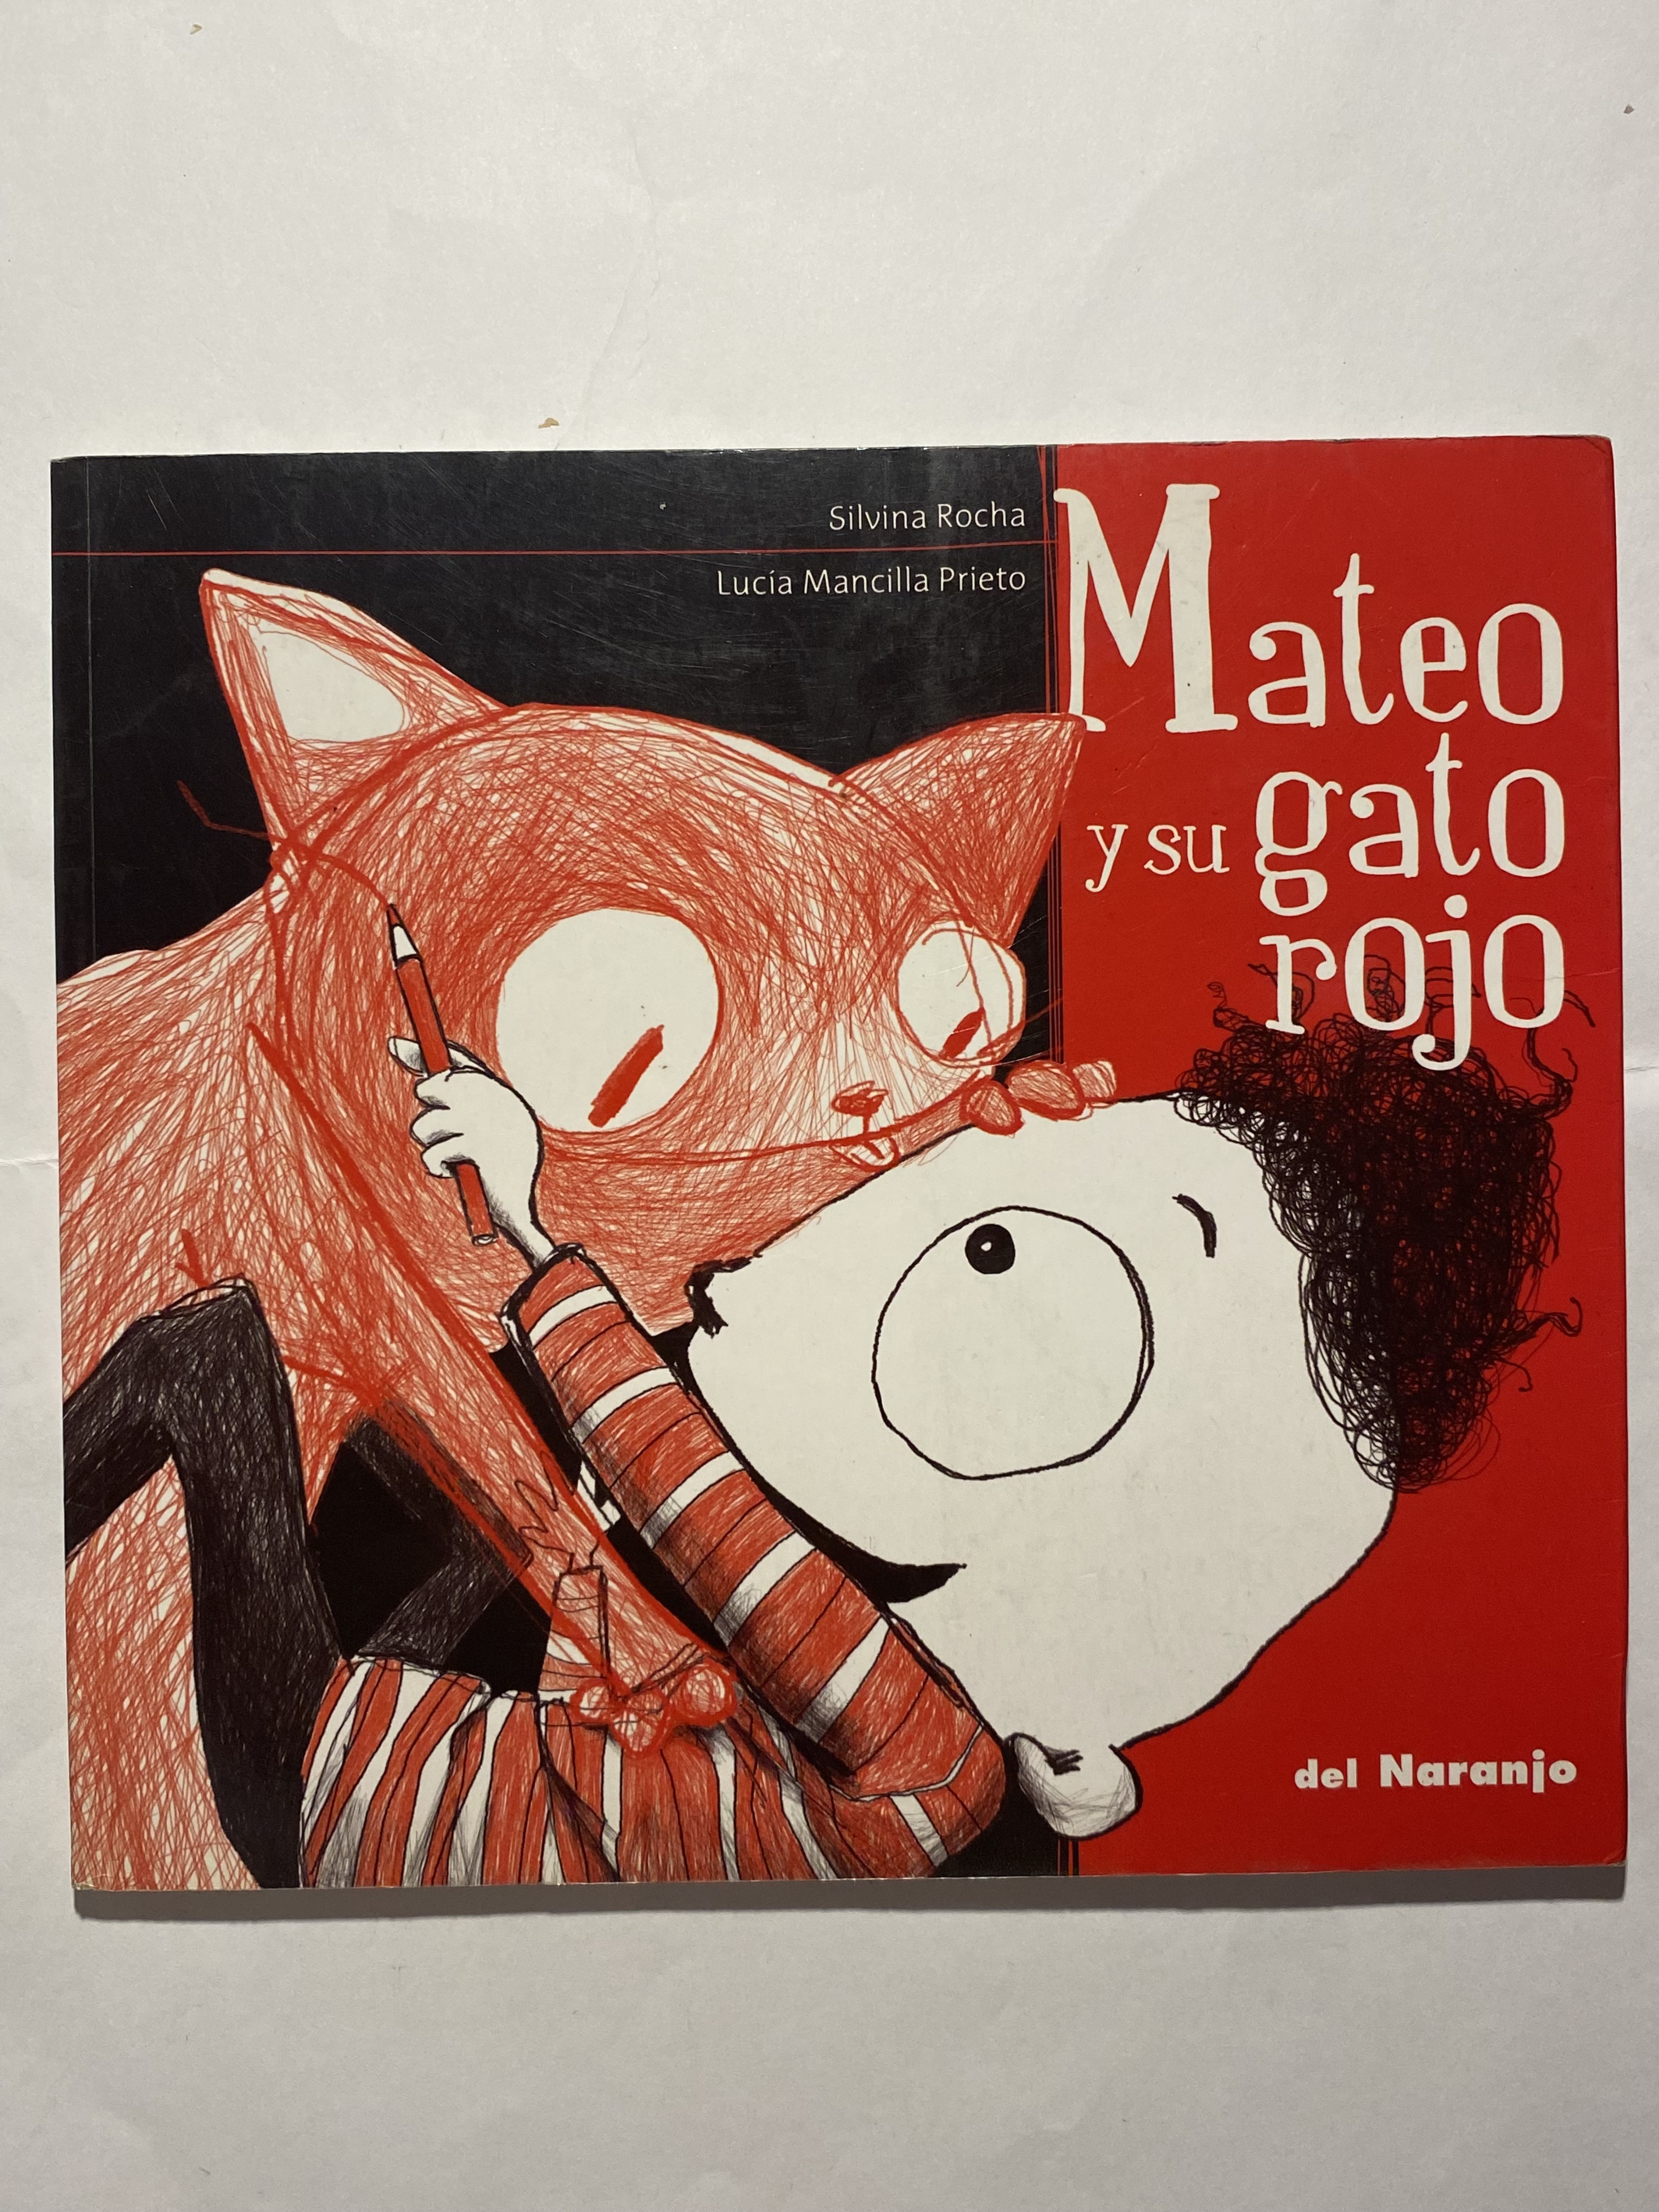 Silvina Rocha
Lucía Mancilla Prieto
Mateo
y su gato
rojo
del Naranjo